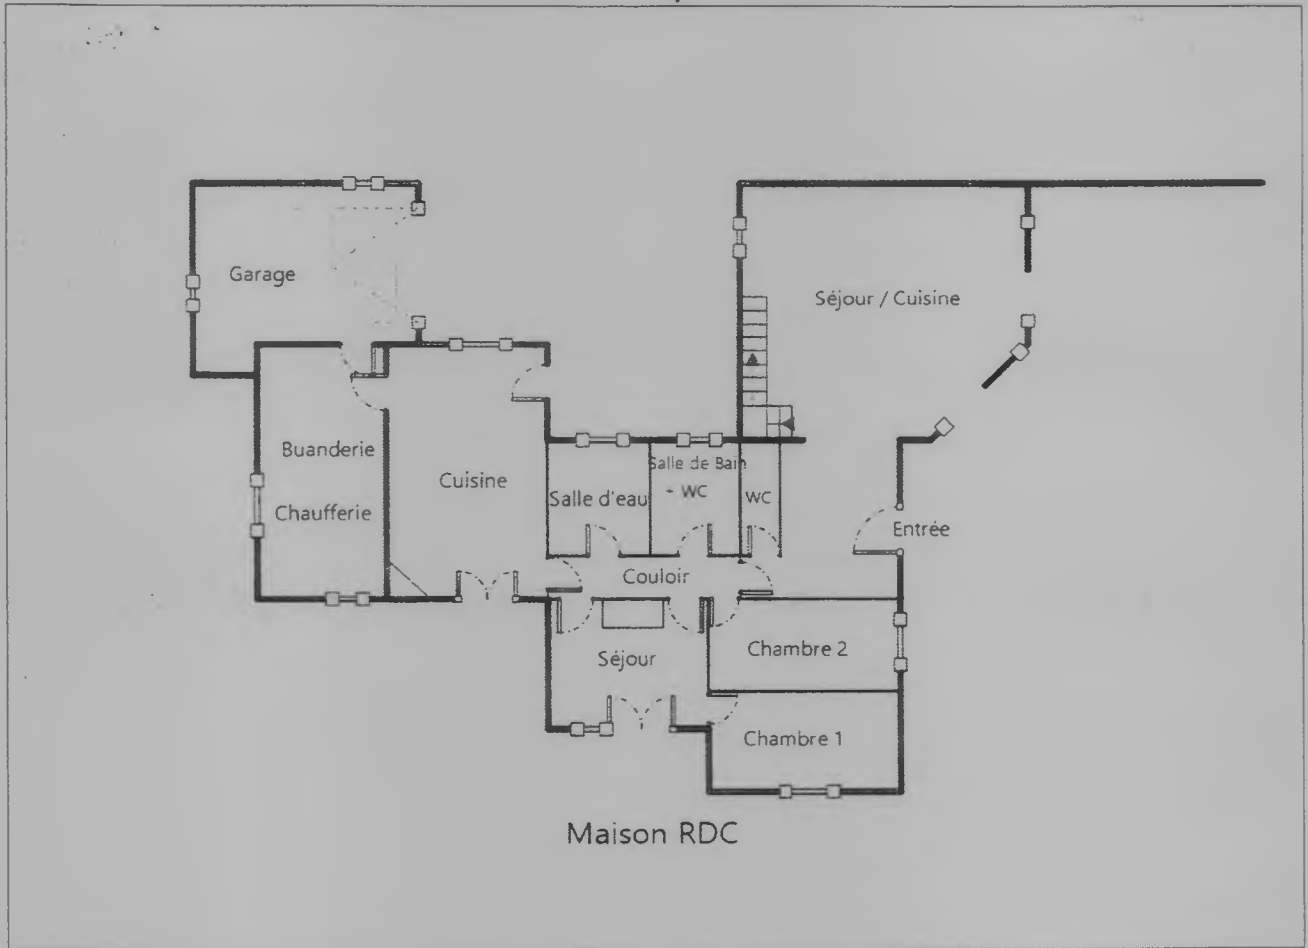 Garage
Séjour / Cuisine
Buanderie
Chaufferie
Cuisine
Salle d'eau
Salle de Bain
+ WC
WC
Entrée
Couloir
Séjour
Chambre 2
Chambre 1
Maison RDC